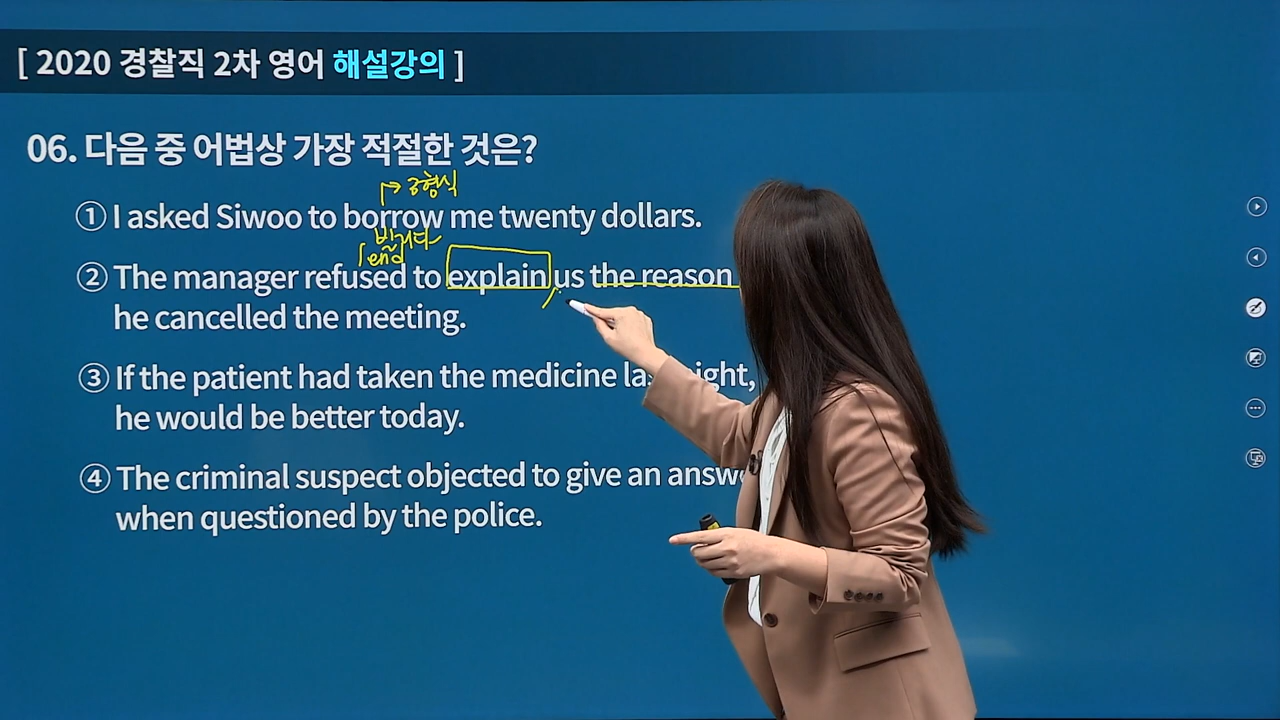 [ 2020 경찰직 2차 영어 해설강의 ]
06. 다음 중 어법상 가장 적절한 것은?
→ 3형식
① I asked Siwoo to borrow me twenty dollars.
빌리다
lend
② The manager refused to explain us the reason
he cancelled the meeting.
③ If the patient had taken the medicine last night,
he would be better today.
④ The criminal suspect objected to give an answ
when questioned by the police.